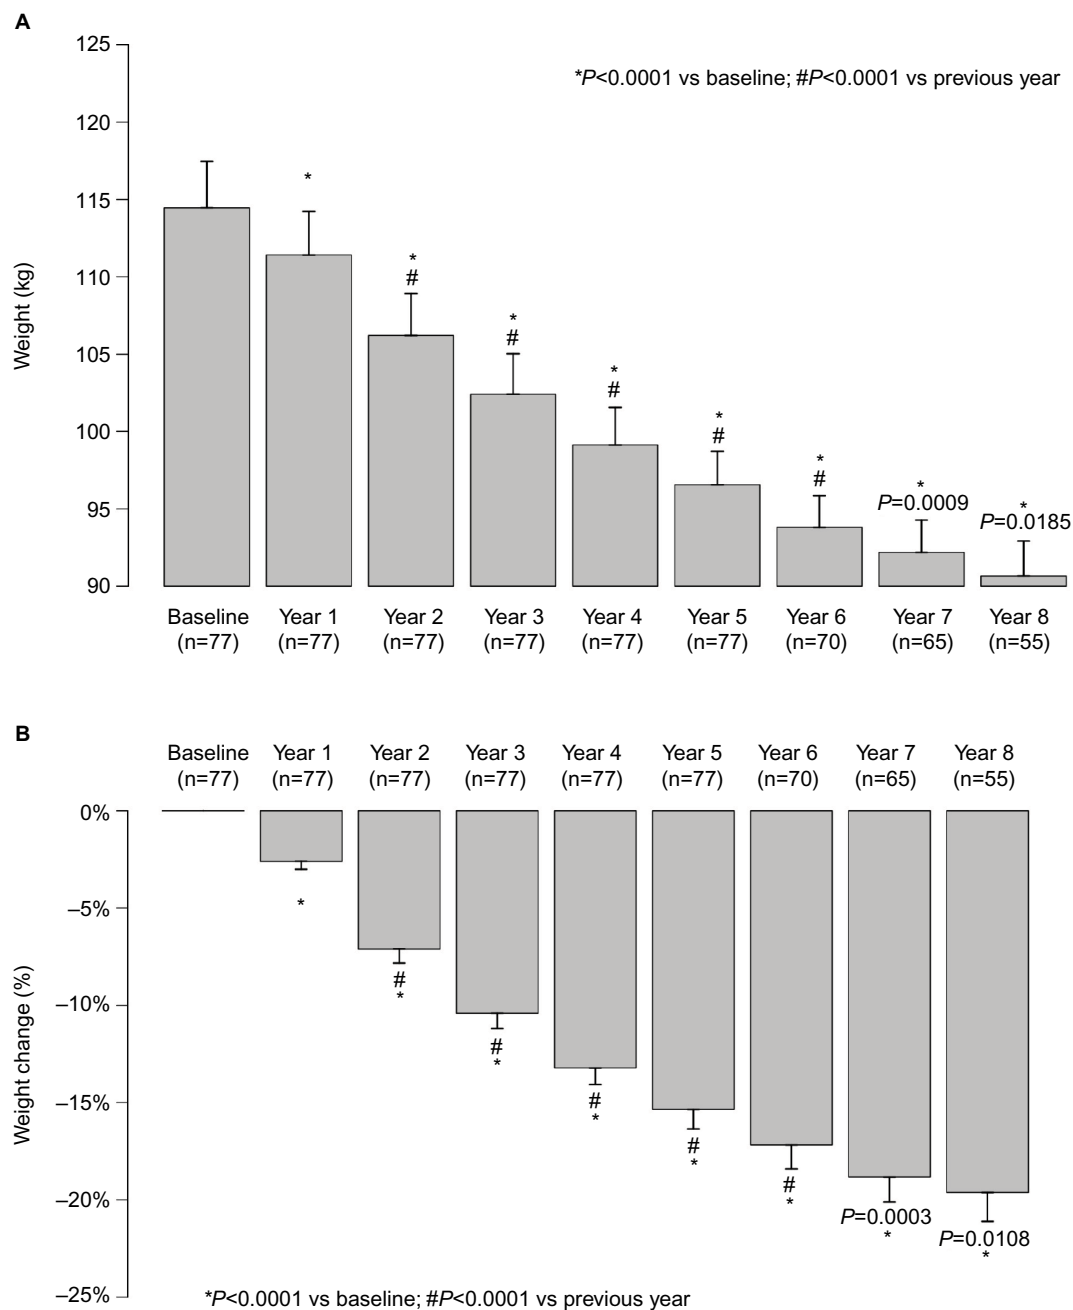 A
125
120
115
110
105
100
95
90
Weight (kg)
*P<0.0001 vs baseline; #P<0.0001 vs previous year
*
*
#
*
#
*
#
*
#
*
#
*
P=0.0009
*
P=0.0185
Baseline Year 1 Year 2 Year 3 Year 4 Year 5 Year 6 Year 7 Year 8
(n=77) (n=77) (n=77) (n=77) (n=77) (n=77) (n=70) (n=65) (n=55)
B
Baseline Year 1 Year 2 Year 3 Year 4 Year 5 Year 6 Year 7 Year 8
(n=77) (n=77) (n=77) (n=77) (n=77) (n=77) (n=70) (n=65) (n=55)
0%
–5%
–10%
–15%
–20%
–25%
Weight change (%)
*
#
*
#
*
#
*
#
*
#
*
P=0.0003
*
P=0.0108
*
*P<0.0001 vs baseline; #P<0.0001 vs previous year